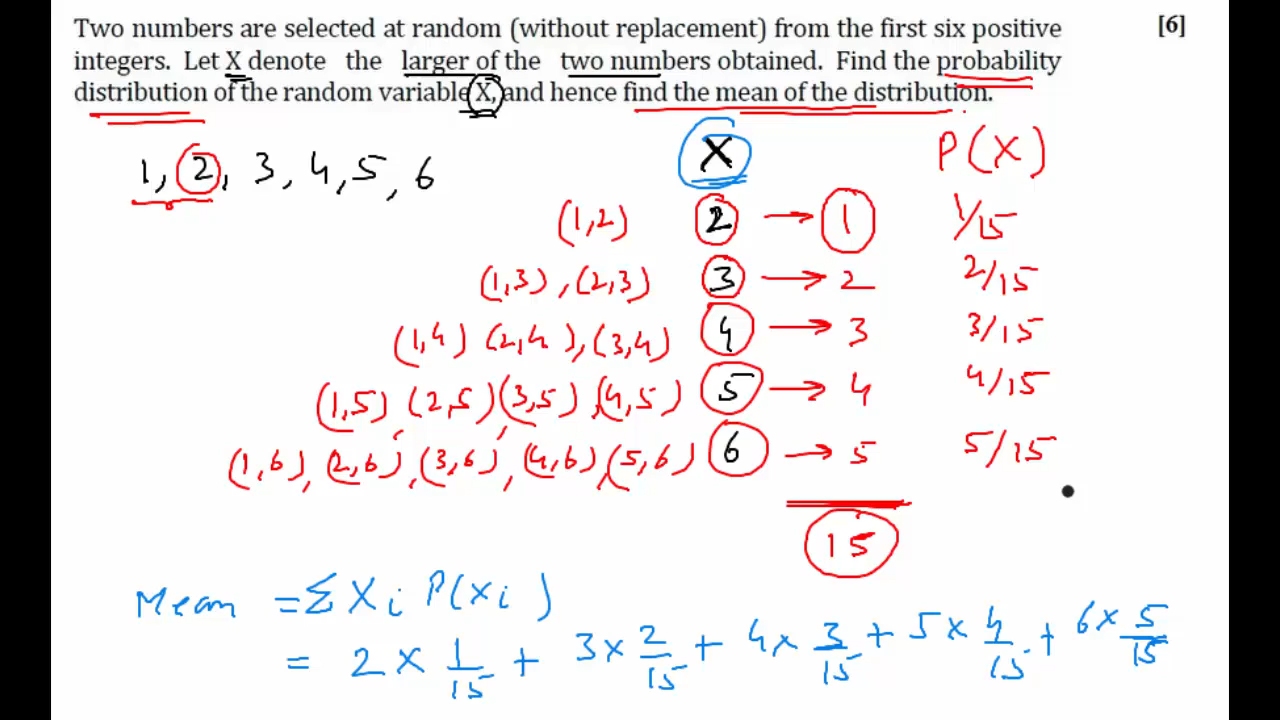 Two numbers are selected at random (without replacement) from the first six positive [6]
integers. Let X denote the larger of the two numbers obtained. Find the probability
distribution of the random variable X, and hence find the mean of the distribution.
X P(X)
1, 2, 3, 4, 5, 6
(1,2) 2 → 1 1/15
(1,3) , (2,3) 3 → 2 2/15
(1,4) (2,4), (3,4) 4 → 3 3/15
(1,5) (2,5) (3,5) , (4,5) 5 → 4 4/15
(1,6), (2,6), (3,6), (4,6), (5,6) 6 → 5 5/15
15
Mean = Σ Xi P(xi)
= 2 × 1/15 + 3 × 2/15 + 4 × 3/15 + 5 × 4/15 + 6 × 5/15